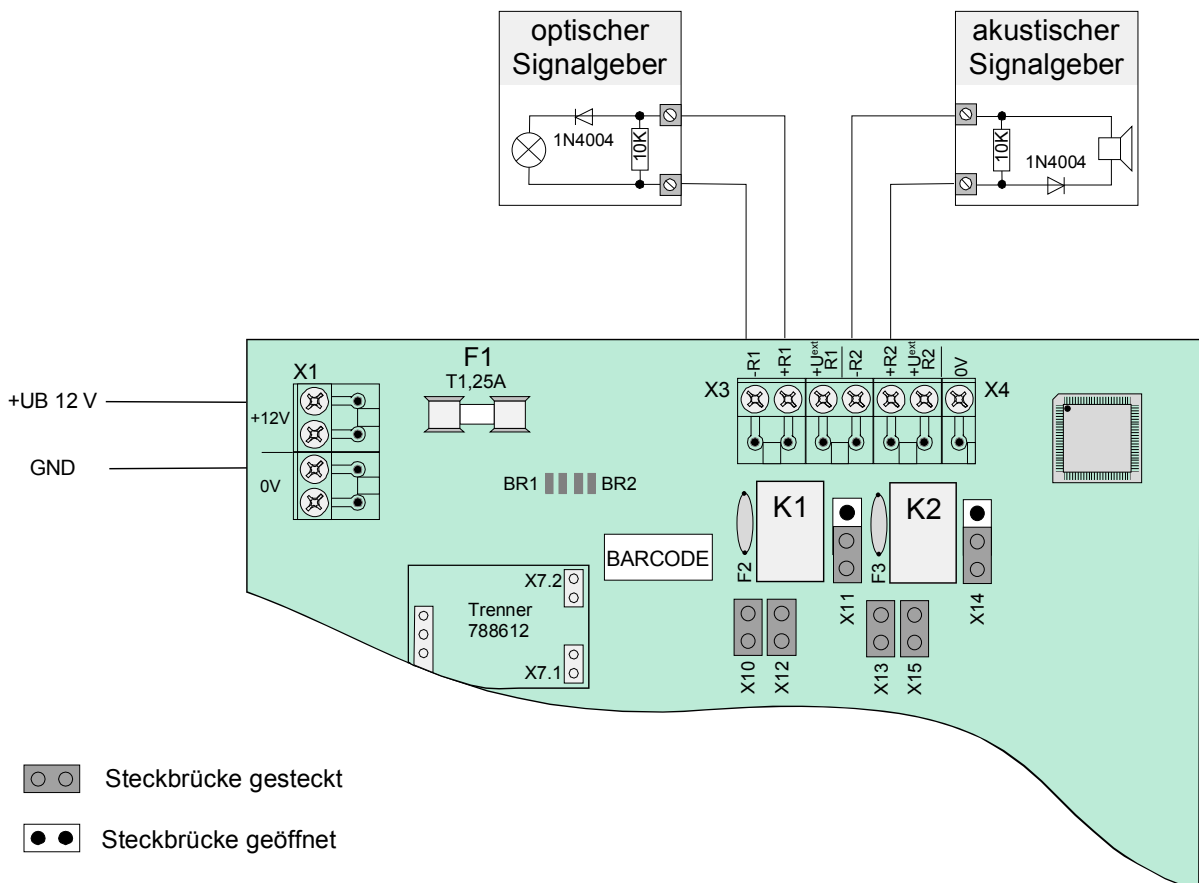 optischer
Signalgeber
1N4004
10K
akustischer
Signalgeber
10K
1N4004
+UB 12 V
GND
X1
+12V
0V
F1
T1,25A
BR1
BR2
X3
-R1
+R1
+Uext
R1
-R2
+R2
+Uext
R2
0V
X4
K1
K2
F2
X11
F3
X14
BARCODE
X10
X12
X13
X15
X7.2
Trenner
788612
X7.1
Steckbrücke gesteckt
Steckbrücke geöffnet